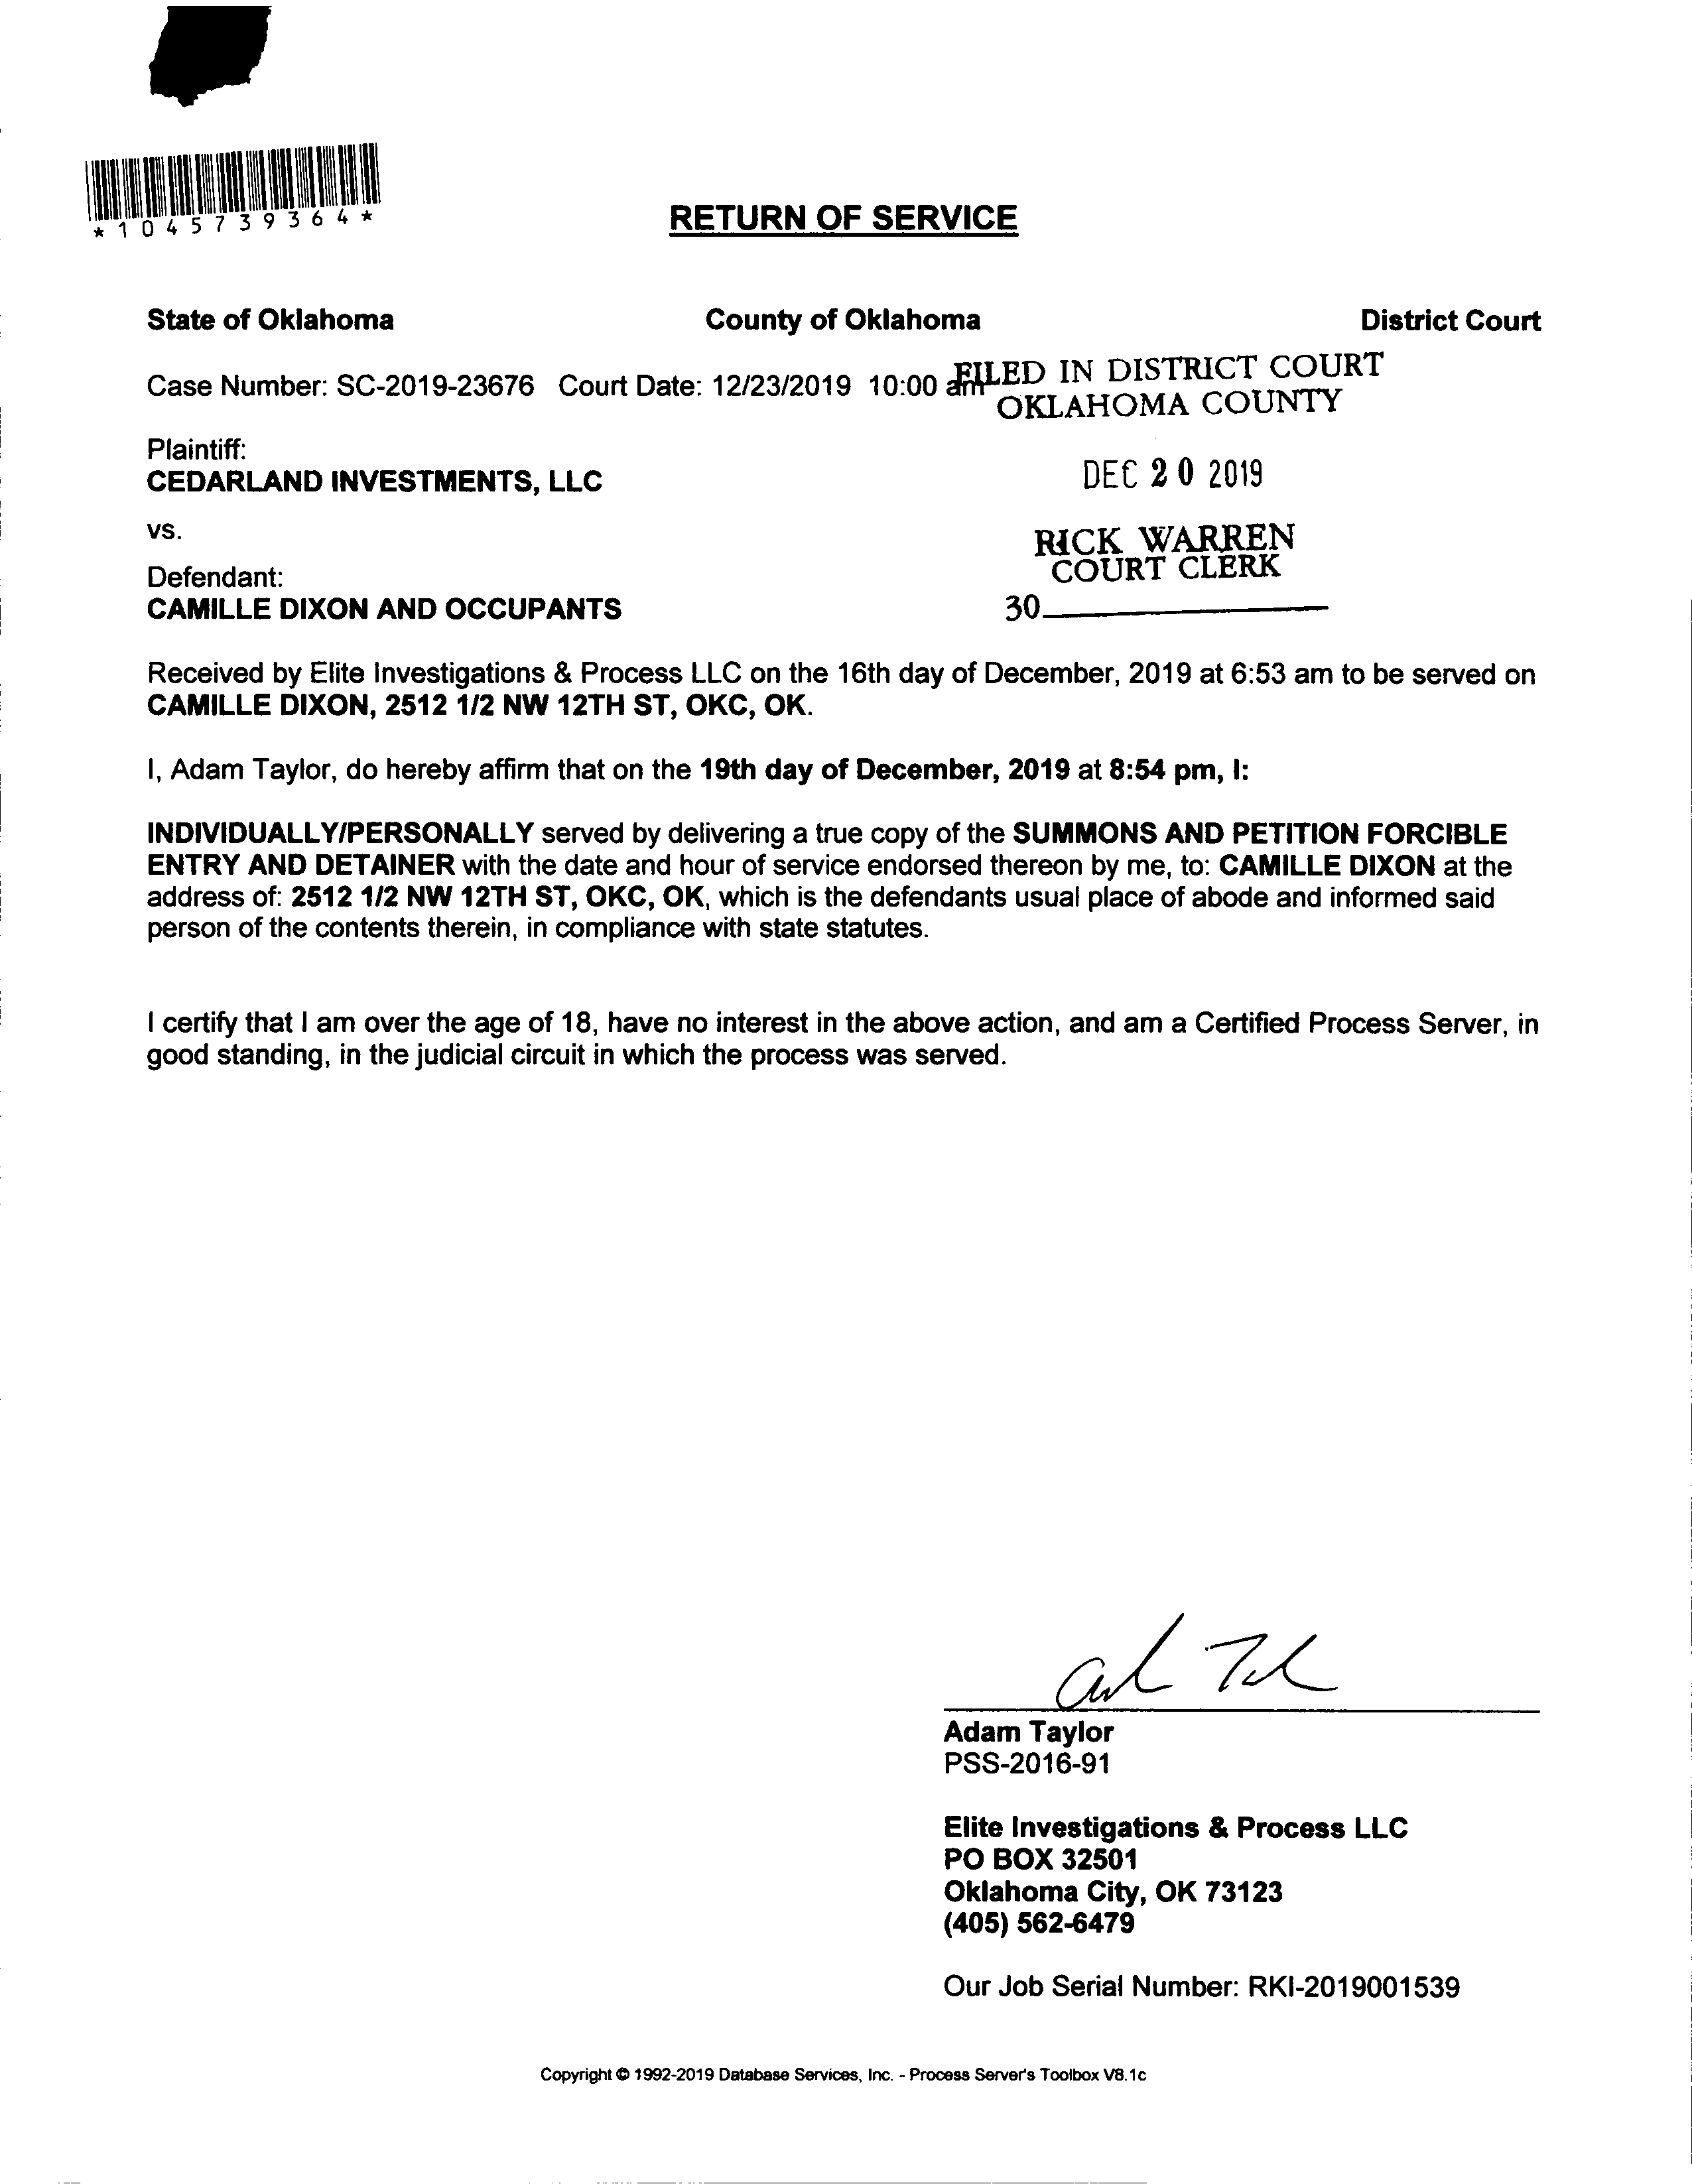 *1045739364*
RETURN OF SERVICE
State of Oklahoma County of Oklahoma District Court
Case Number: SC-2019-23676 Court Date: 12/23/2019 10:00 am
FILED IN DISTRICT COURT
OKLAHOMA COUNTY
Plaintiff:
CEDARLAND INVESTMENTS, LLC
DEC 20 2019
vs.
RICK WARREN
COURT CLERK
Defendant:
CAMILLE DIXON AND OCCUPANTS
30
Received by Elite Investigations & Process LLC on the 16th day of December, 2019 at 6:53 am to be served on
CAMILLE DIXON, 2512 1/2 NW 12TH ST, OKC, OK.
I, Adam Taylor, do hereby affirm that on the 19th day of December, 2019 at 8:54 pm, I:
INDIVIDUALLY/PERSONALLY served by delivering a true copy of the SUMMONS AND PETITION FORCIBLE
ENTRY AND DETAINER with the date and hour of service endorsed thereon by me, to: CAMILLE DIXON at the
address of: 2512 1/2 NW 12TH ST, OKC, OK, which is the defendants usual place of abode and informed said
person of the contents therein, in compliance with state statutes.
I certify that I am over the age of 18, have no interest in the above action, and am a Certified Process Server, in
good standing, in the judicial circuit in which the process was served.
Adam Taylor
PSS-2016-91
Elite Investigations & Process LLC
PO BOX 32501
Oklahoma City, OK 73123
(405) 562-6479
Our Job Serial Number: RKI-2019001539
Copyright © 1992-2019 Database Services, Inc. - Process Server's Toolbox V8.1c